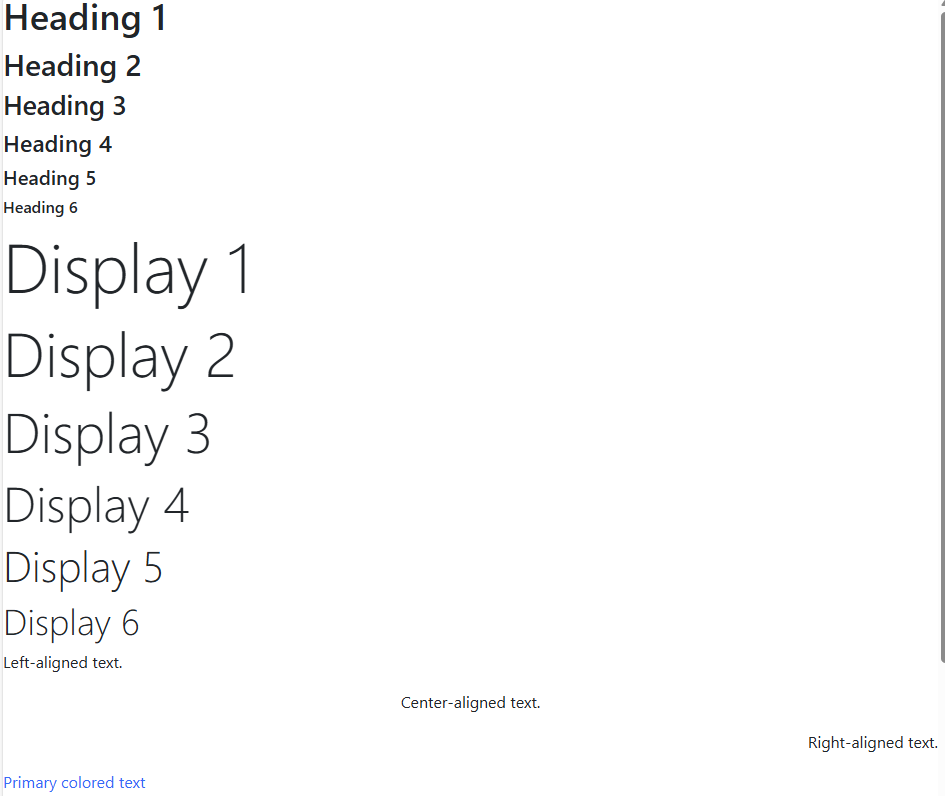 Heading 1
Heading 2
Heading 3
Heading 4
Heading 5
Heading 6
Display 1
Display 2
Display 3
Display 4
Display 5
Display 6
Left-aligned text.
Center-aligned text.
Right-aligned text.
Primary colored text